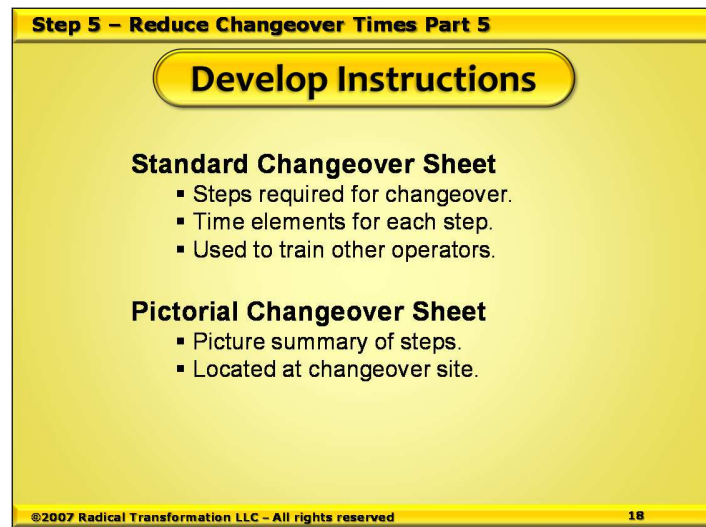 Step 5 – Reduce Changeover Times Part 5
Develop Instructions
Standard Changeover Sheet
▪ Steps required for changeover.
▪ Time elements for each step.
▪ Used to train other operators.
Pictorial Changeover Sheet
▪ Picture summary of steps.
▪ Located at changeover site.
©2007 Radical Transformation LLC – All rights reserved 18